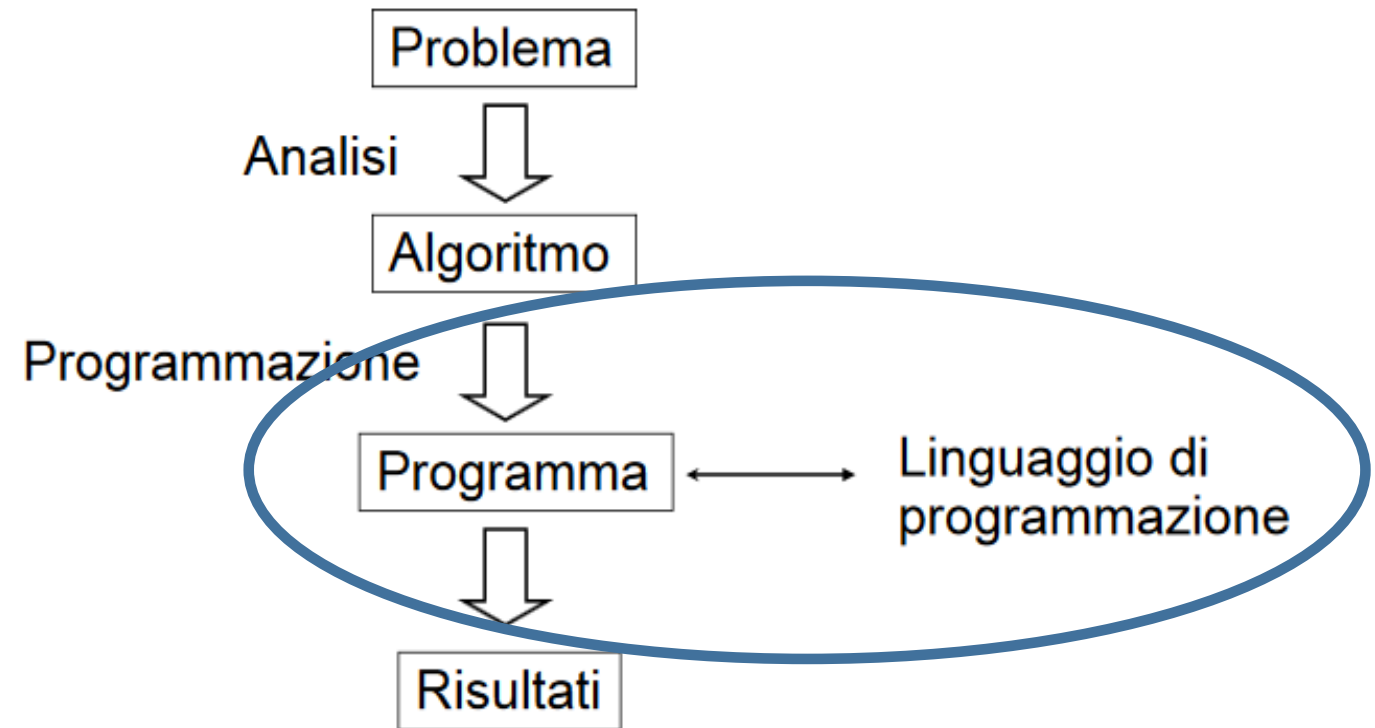 Problema
Analisi
Algoritmo
Programmazione
Programma
Linguaggio di
programmazione
Risultati